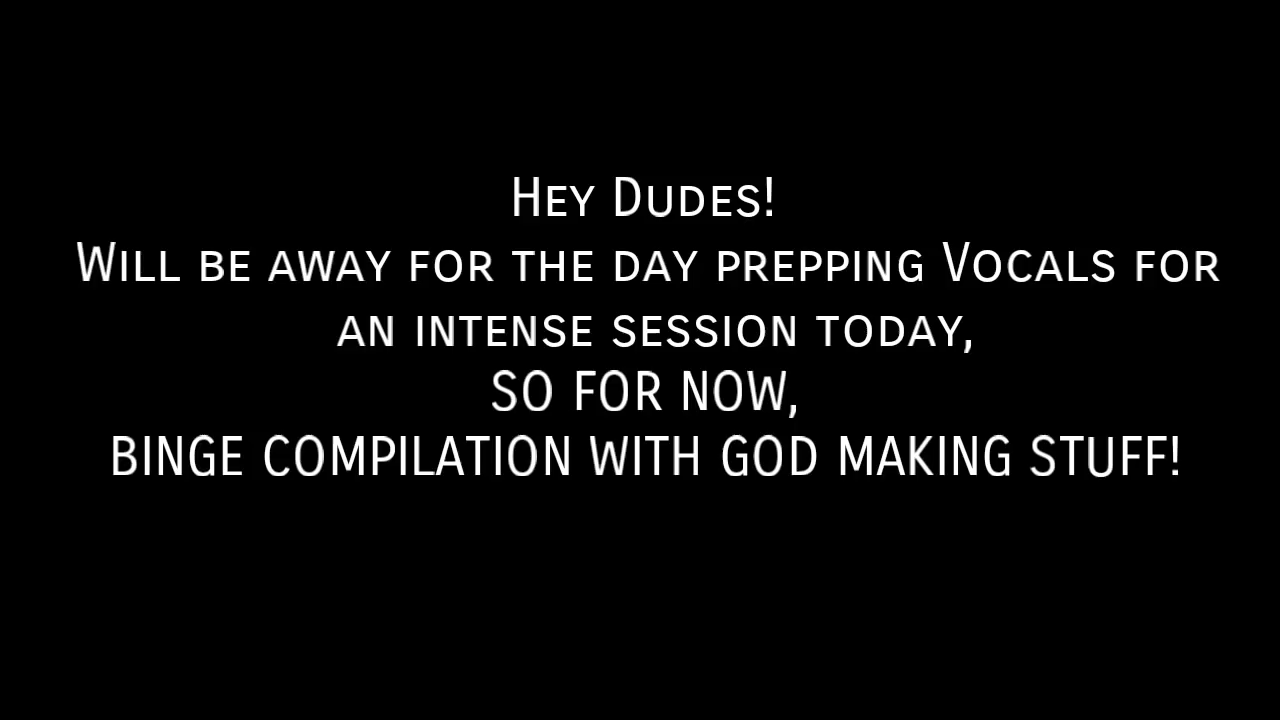 Hey Dudes!
Will be away for the day prepping Vocals for
an intense session today,
SO FOR NOW,
BINGE COMPILATION WITH GOD MAKING STUFF!